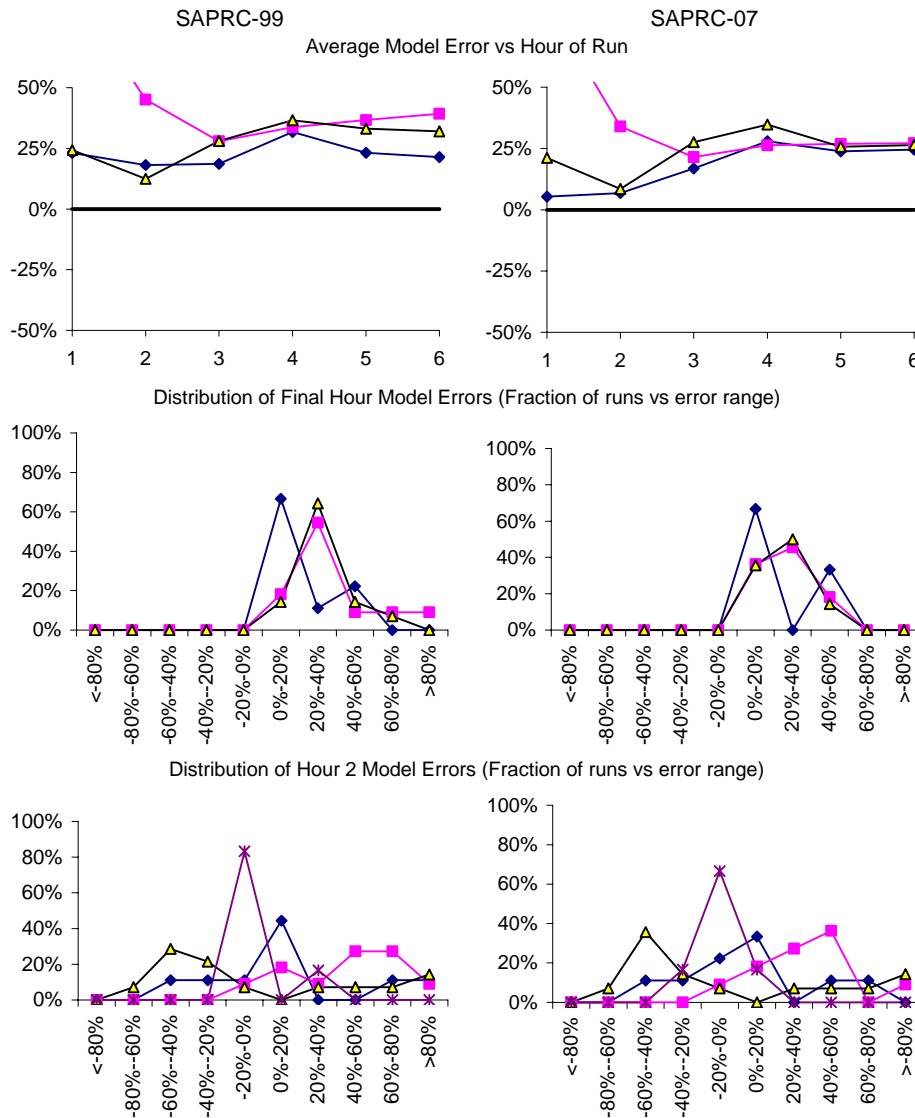 SAPRC-99 SAPRC-07
Average Model Error vs Hour of Run
50% 50%
25% 25%
0% 0%
-25% -25%
-50% -50%
1 2 3 4 5 6 1 2 3 4 5 6
Distribution of Final Hour Model Errors (Fraction of runs vs error range)
100% 100%
80% 80%
60% 60%
40% 40%
20% 20%
0% 0%
<-80% -80%--60% -60%--40% -40%--20% -20%-0% 0%-20% 20%-40% 40%-60% 60%-80% >80% <-80% -80%--60% -60%--40% -40%--20% -20%-0% 0%-20% 20%-40% 40%-60% 60%-80% >80%
Distribution of Hour 2 Model Errors (Fraction of runs vs error range)
100% 100%
80% 80%
60% 60%
40% 40%
20% 20%
0% 0%
<-80% -80%--60% -60%--40% -40%--20% -20%-0% 0%-20% 20%-40% 40%-60% 60%-80% >80% <-80% -80%--60% -60%--40% -40%--20% -20%-0% 0%-20% 20%-40% 40%-60% 60%-80% >-80%